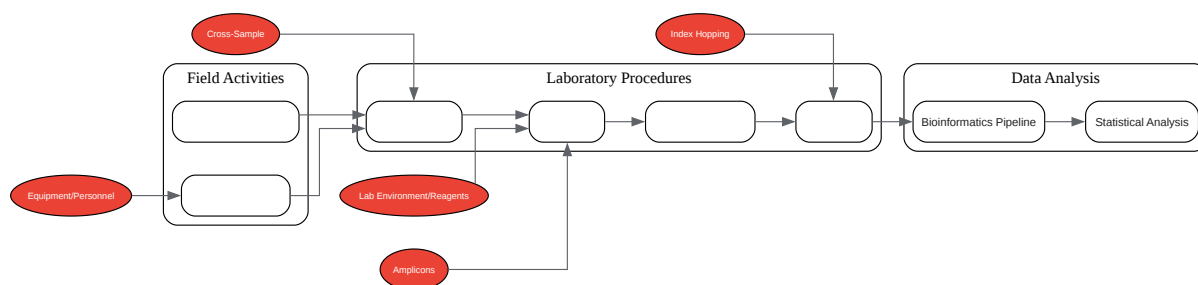 Cross-Sample
Index Hopping
Field Activities
Laboratory Procedures
Data Analysis
Bioinformatics Pipeline
Statistical Analysis
Equipment/Personnel
Lab Environment/Reagents
Amplicons